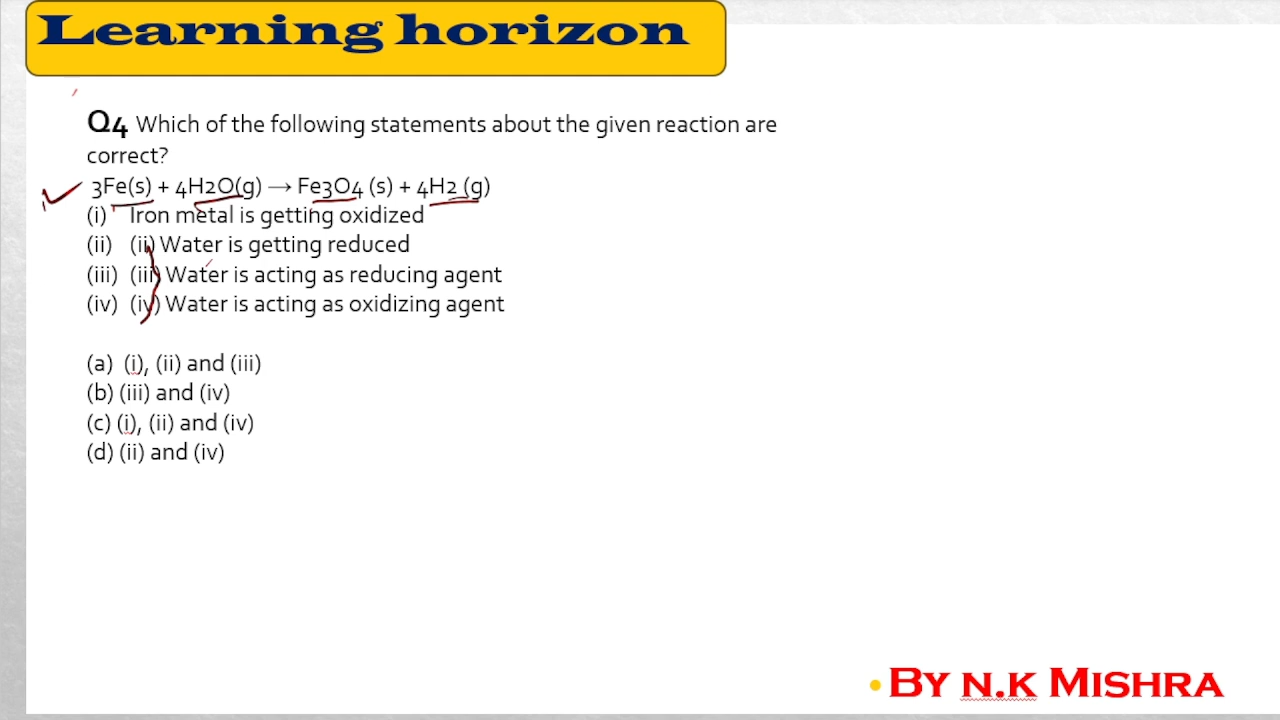 Learning horizon
Q4 Which of the following statements about the given reaction are
correct?
3Fe(s) + 4H2O(g) → Fe3O4 (s) + 4H2 (g)
(i) Iron metal is getting oxidized
(ii) (ii) Water is getting reduced
(iii) (iii) Water is acting as reducing agent
(iv) (iv) Water is acting as oxidizing agent
(a) (i), (ii) and (iii)
(b) (iii) and (iv)
(c) (i), (ii) and (iv)
(d) (ii) and (iv)
• By n.k Mishra